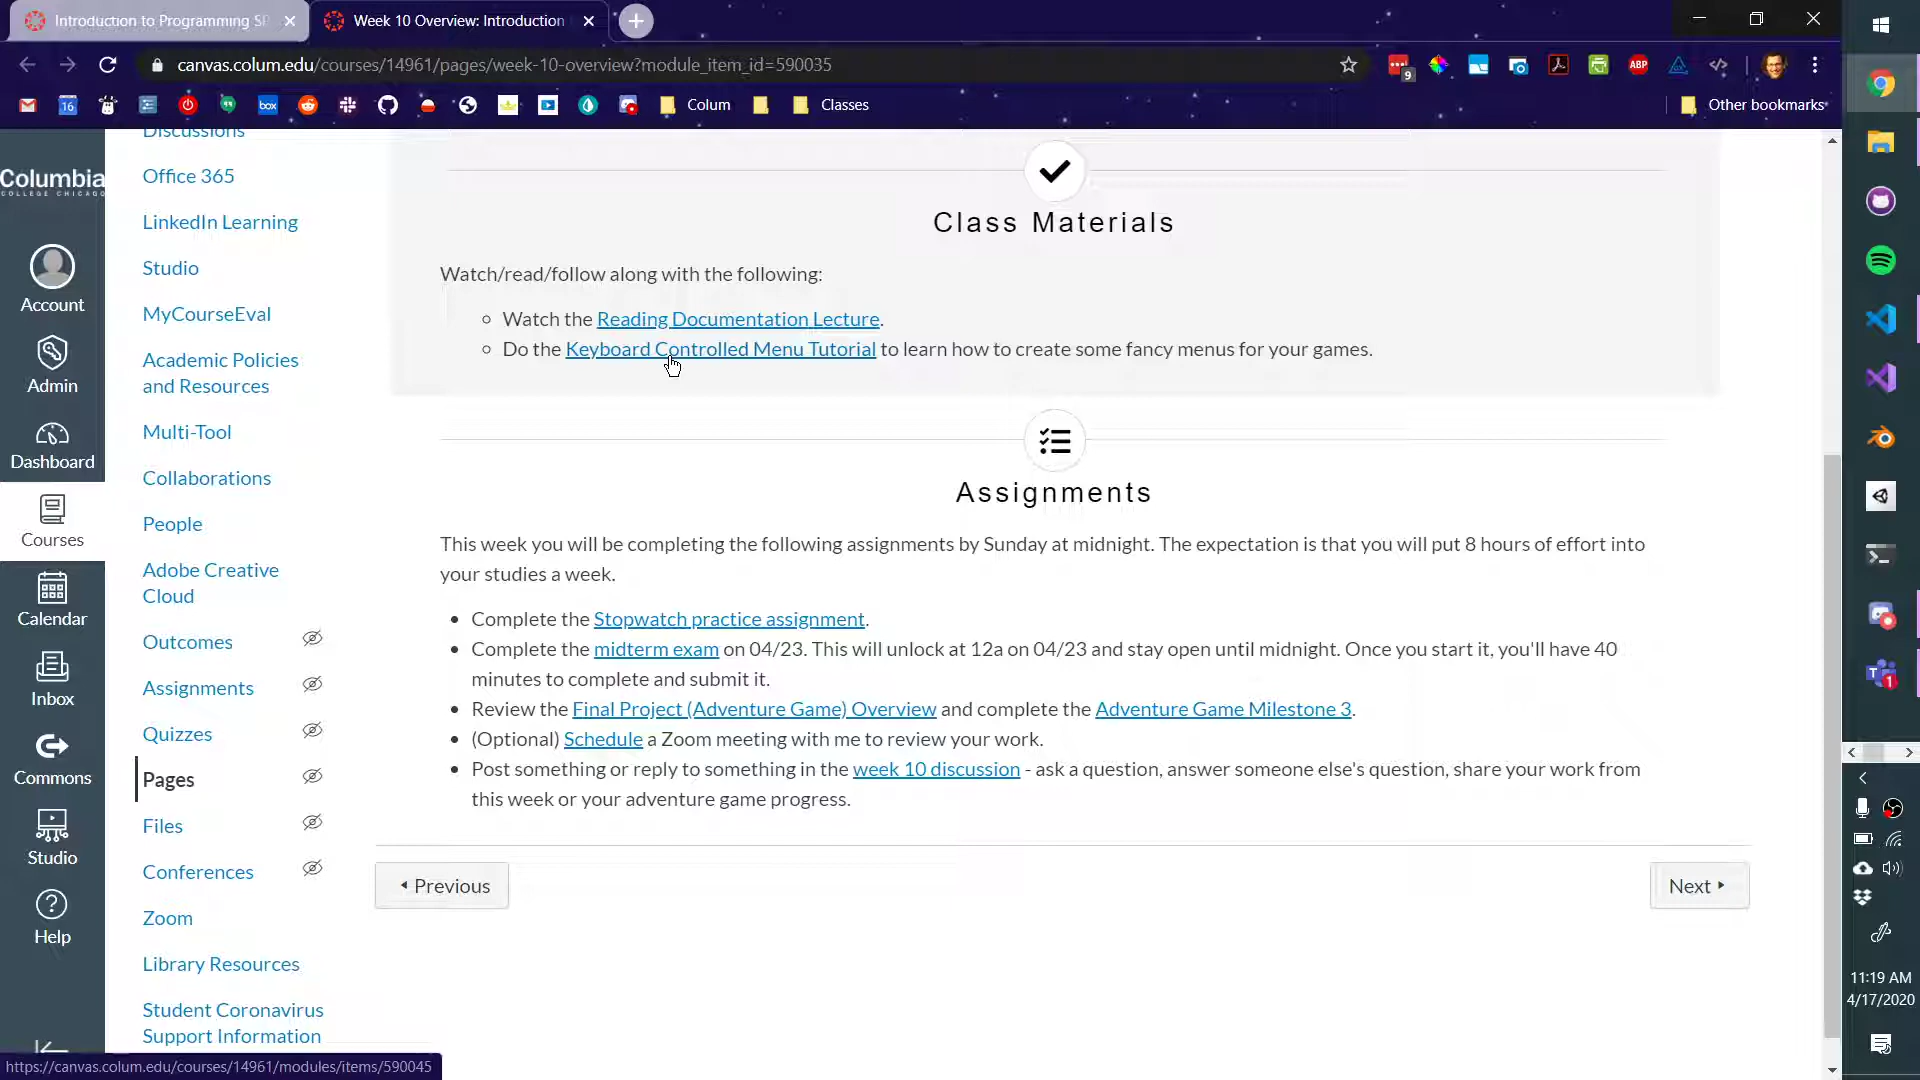 Introduction to Programming SP
Week 10 Overview: Introduction
canvas.colum.edu/courses/14961/pages/week-10-overview?module_item_id=590035
9
ABP
16
box
Colum
Classes
Other bookmarks
Columbia
COLLEGE CHICAGO
Account
Admin
Dashboard
Courses
Calendar
Inbox
Commons
Studio
Help
Discussions
Office 365
LinkedIn Learning
Studio
MyCourseEval
Academic Policies
and Resources
Multi-Tool
Collaborations
People
Adobe Creative
Cloud
Outcomes
Assignments
Quizzes
Pages
Files
Conferences
Zoom
Library Resources
Student Coronavirus
Support Information
Class Materials
Watch/read/follow along with the following:
Watch the Reading Documentation Lecture.
Do the Keyboard Controlled Menu Tutorial to learn how to create some fancy menus for your games.
Assignments
This week you will be completing the following assignments by Sunday at midnight. The expectation is that you will put 8 hours of effort into
your studies a week.
Complete the Stopwatch practice assignment.
Complete the midterm exam on 04/23. This will unlock at 12a on 04/23 and stay open until midnight. Once you start it, you'll have 40
minutes to complete and submit it.
Review the Final Project (Adventure Game) Overview and complete the Adventure Game Milestone 3.
(Optional) Schedule a Zoom meeting with me to review your work.
Post something or reply to something in the week 10 discussion - ask a question, answer someone else's question, share your work from
this week or your adventure game progress.
Previous
Next
https://canvas.colum.edu/courses/14961/modules/items/590045
1
11:19 AM
4/17/2020